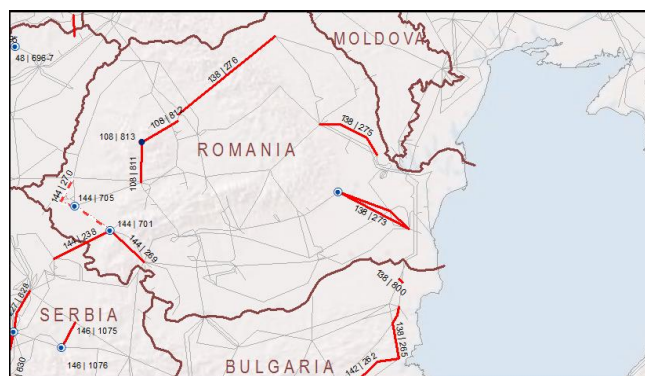 MOLDOVA
48 | 696-7
138 | 276
108 | 812
108 | 813
ROMANIA
138 | 275
108 | 811
144 | 270
144 | 705
144 | 701
138 | 273
144 | 238
144 | 269
138 | 800
SERBIA
146 | 1075
138 | 265
146 | 1076
BULGARIA
142 | 262